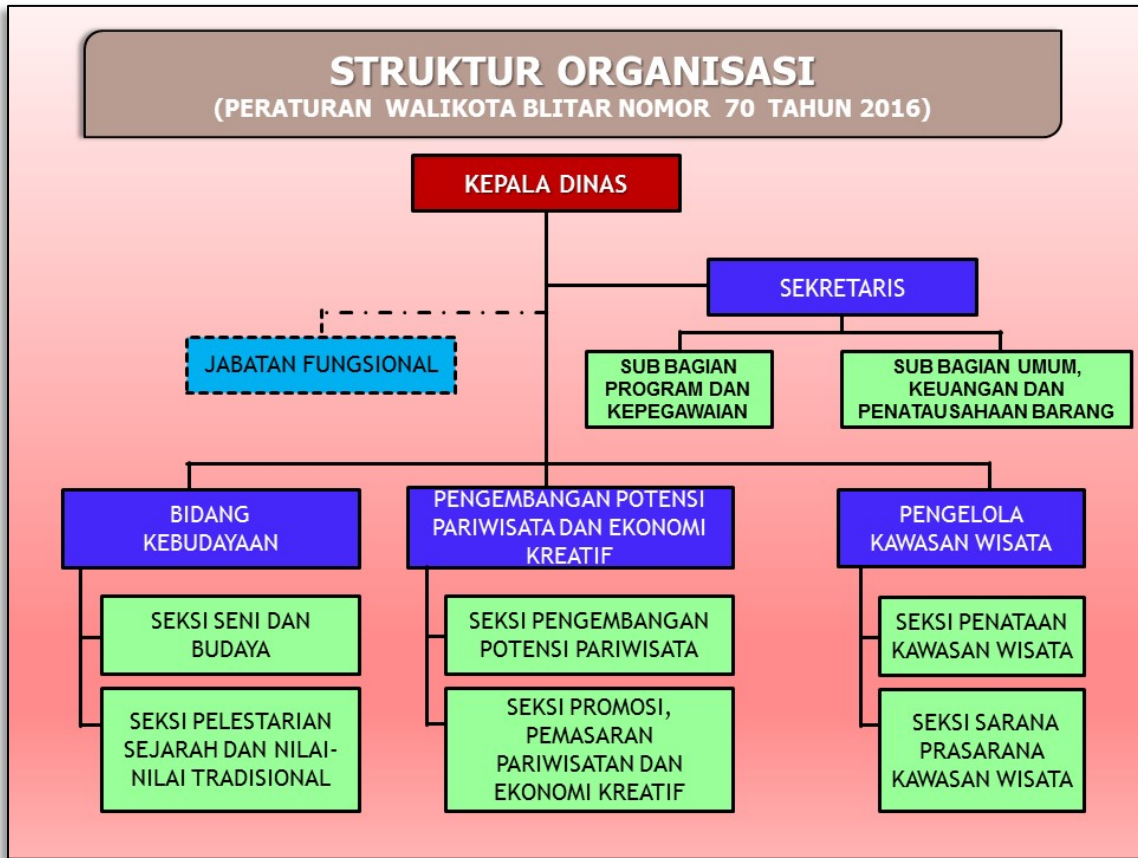 STRUKTUR ORGANISASI
(PERATURAN WALIKOTA BLITAR NOMOR 70 TAHUN 2016)
KEPALA DINAS
SEKRETARIS
JABATAN FUNGSIONAL
SUB BAGIAN
PROGRAM DAN
KEPEGAWAIAN
SUB BAGIAN UMUM,
KEUANGAN DAN
PENATAUSAHAAN BARANG
BIDANG
KEBUDAYAAN
PENGEMBANGAN POTENSI
PARIWISATA DAN EKONOMI
KREATIF
PENGELOLA
KAWASAN WISATA
SEKSI SENI DAN
BUDAYA
SEKSI PENGEMBANGAN
POTENSI PARIWISATA
SEKSI PENATAAN
KAWASAN WISATA
SEKSI PELESTARIAN
SEJARAH DAN NILAI-
NILAI TRADISIONAL
SEKSI PROMOSI,
PEMASARAN
PARIWISATAN DAN
EKONOMI KREATIF
SEKSI SARANA
PRASARANA
KAWASAN WISATA